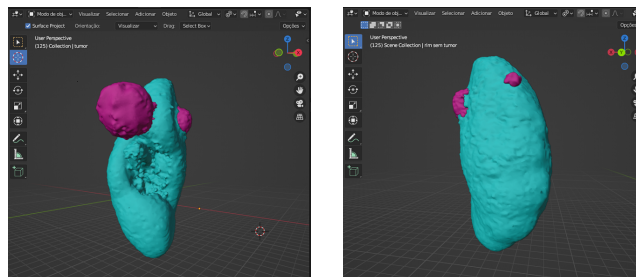 Modo de obj... Visualizar Selecionar Adicionar Objeto Global
Surface Project Orientação: Visualizar Drag: Select Box Opções
User Perspective
(125) Collection | tumor
Z
X
Modo de obj... Visualizar Selecionar Adicionar Objeto Global
Opções
User Perspective
(125) Scene Collection | rim sem tumor
Z
Y
X